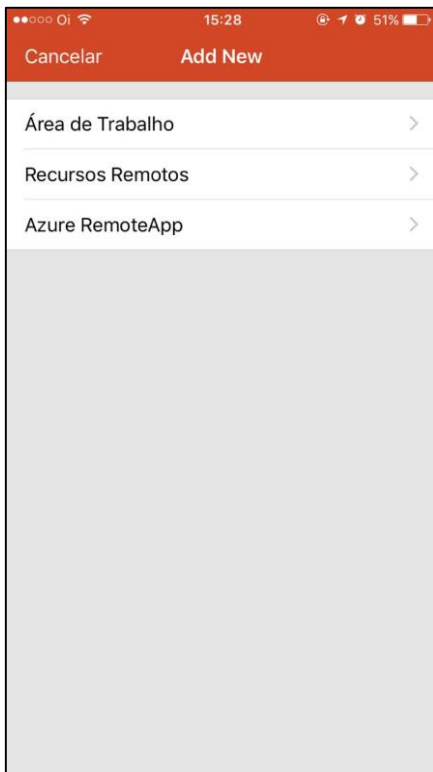 Oi 15:28 51%
Cancelar Add New
Área de Trabalho
Recursos Remotos
Azure RemoteApp